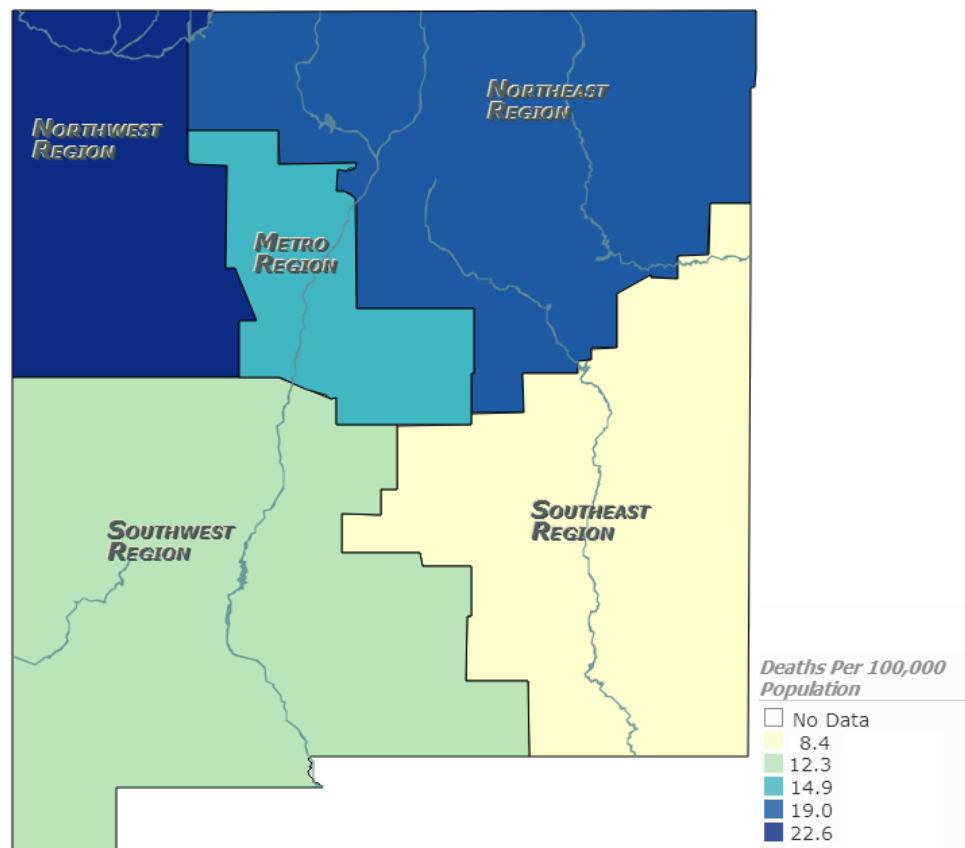 Northeast
Region
Northwest
Region
Metro
Region
Southeast
Region
Southwest
Region
Deaths Per 100,000
Population
No Data
8.4
12.3
14.9
19.0
22.6